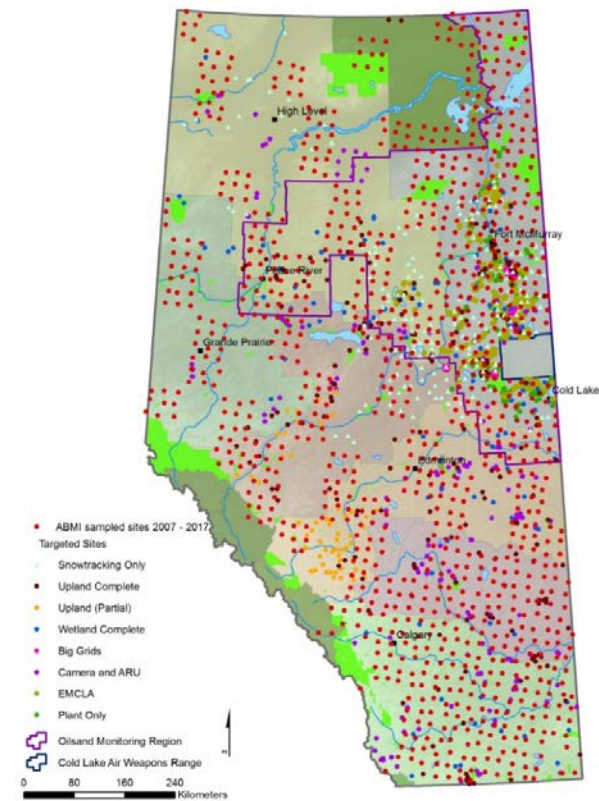 High Level
Fort McMurray
Peace River
Grande Prairie
Cold Lake
Edmonton
Calgary
ABMI sampled sites 2007 - 2017
Targeted Sites
Snowtracking Only
Upland Complete
Upland (Partial)
Wetland Complete
Big Grids
Camera and ARU
EMCLA
Plant Only
Oilsand Monitoring Region
Cold Lake Air Weapons Range
N
0 80 160 240
Kilometers